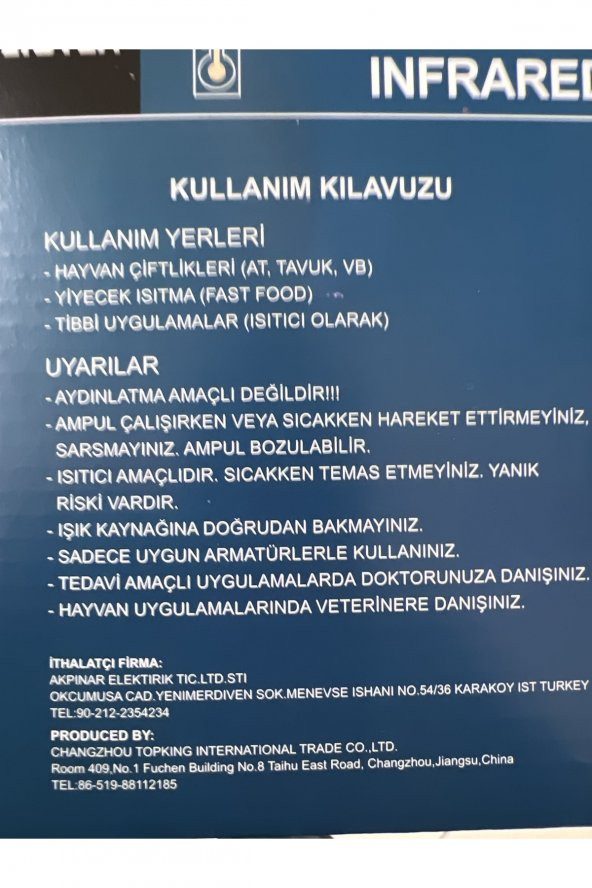 INFRARED
KULLANIM KILAVUZU
KULLANIM YERLERİ
- HAYVAN ÇİFTLİKLERİ (AT, TAVUK, VB)
- YİYECEK ISITMA (FAST FOOD)
- TİBBİ UYGULAMALAR (ISITICI OLARAK)
UYARILAR
- AYDINLATMA AMAÇLI DEĞİLDİR!!!
- AMPUL ÇALIŞIRKEN VEYA SICAKKEN HAREKET ETTİRMEYİNİZ,
SARSMAYINIZ. AMPUL BOZULABİLİR.
- ISITICI AMAÇLIDIR. SICAKKEN TEMAS ETMEYİNİZ. YANIK
RİSKİ VARDIR.
- IŞIK KAYNAĞINA DOĞRUDAN BAKMAYINIZ.
- SADECE UYGUN ARMATÜRLERLE KULLANINIZ.
- TEDAVİ AMAÇLI UYGULAMALARDA DOKTORUNUZA DANIŞINIZ.
- HAYVAN UYGULAMALARINDA VETERİNERE DANIŞINIZ.
İTHALATÇI FİRMA:
AKPINAR ELEKTIRIK TIC.LTD.STI
OKCUMUSA CAD.YENIMERDIVEN SOK.MENEVSE ISHANI NO.54/36 KARAKOY IST TURKEY
TEL:90-212-2354234
PRODUCED BY:
CHANGZHOU TOPKING INTERNATIONAL TRADE CO.,LTD.
Room 409,No.1 Fuchen Building No.8 Taihu East Road, Changzhou,Jiangsu,China
TEL:86-519-88112185